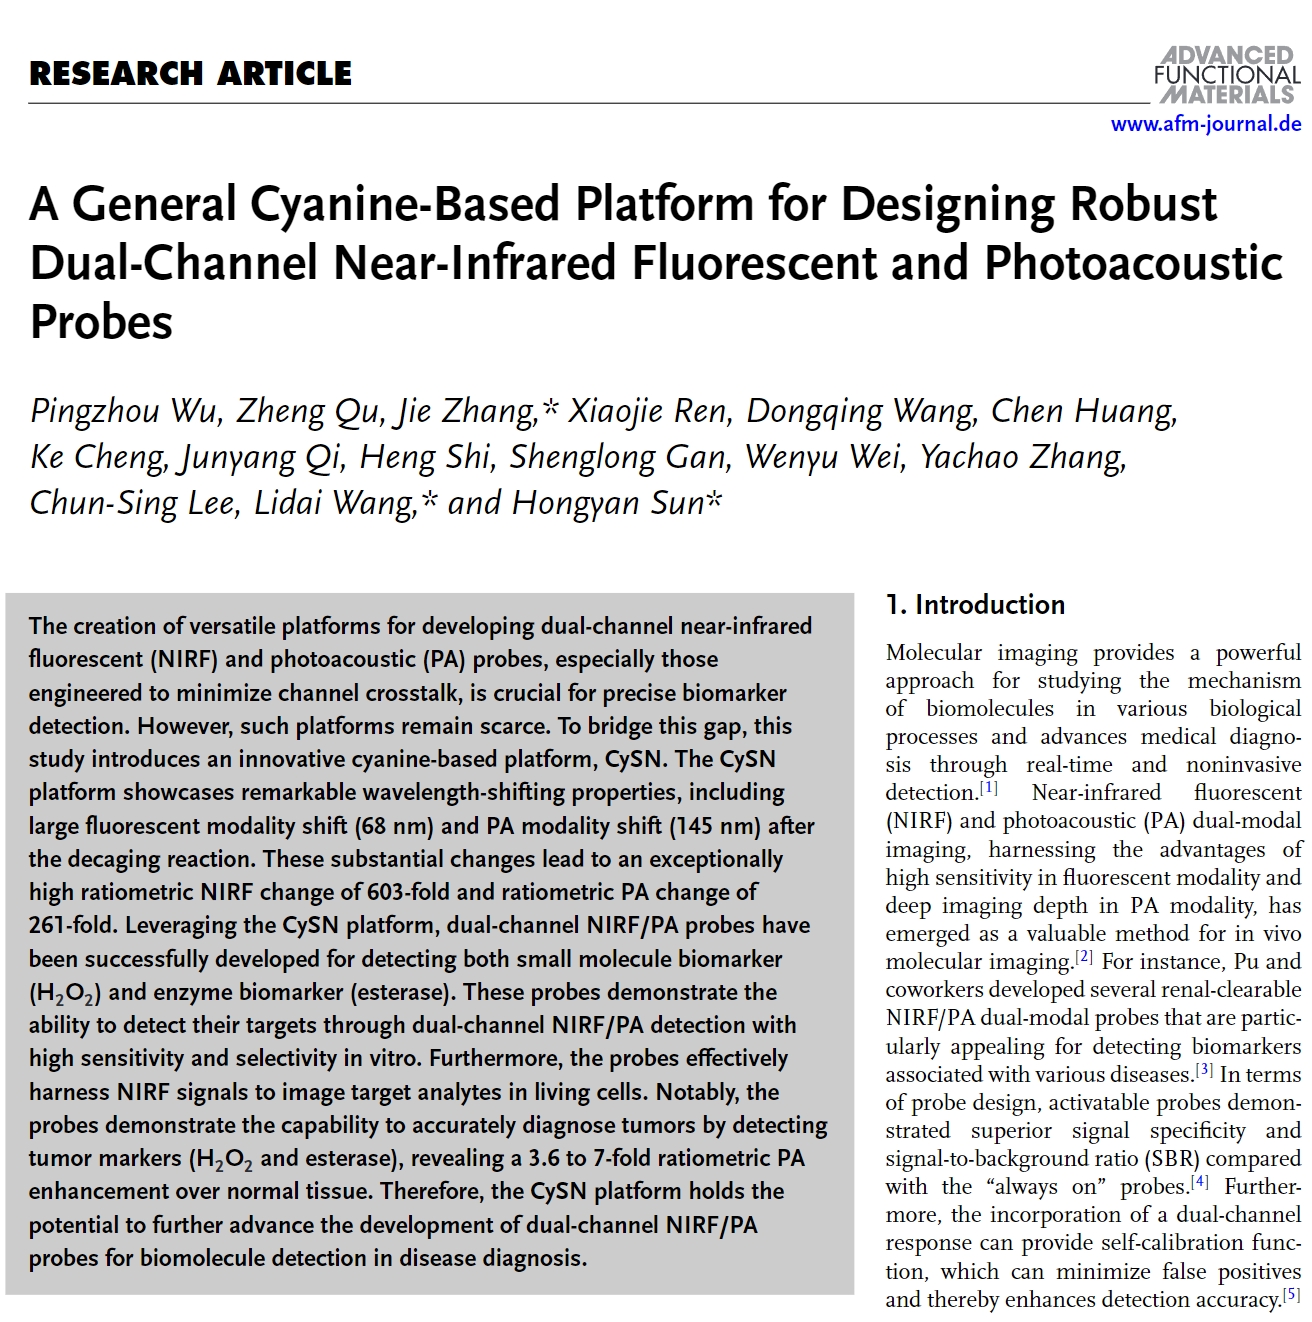 RESEARCH ARTICLE
ADVANCED
FUNCTIONAL
MATERIALS
www.afm-journal.de
A General Cyanine-Based Platform for Designing Robust
Dual-Channel Near-Infrared Fluorescent and Photoacoustic
Probes
Pingzhou Wu, Zheng Qu, Jie Zhang,* Xiaojie Ren, Dongqing Wang, Chen Huang,
Ke Cheng, Junyang Qi, Heng Shi, Shenglong Gan, Wenyu Wei, Yachao Zhang,
Chun-Sing Lee, Lidai Wang,* and Hongyan Sun*
The creation of versatile platforms for developing dual-channel near-infrared
fluorescent (NIRF) and photoacoustic (PA) probes, especially those
engineered to minimize channel crosstalk, is crucial for precise biomarker
detection. However, such platforms remain scarce. To bridge this gap, this
study introduces an innovative cyanine-based platform, CySN. The CySN
platform showcases remarkable wavelength-shifting properties, including
large fluorescent modality shift (68 nm) and PA modality shift (145 nm) after
the decaging reaction. These substantial changes lead to an exceptionally
high ratiometric NIRF change of 603-fold and ratiometric PA change of
261-fold. Leveraging the CySN platform, dual-channel NIRF/PA probes have
been successfully developed for detecting both small molecule biomarker
(H₂O₂) and enzyme biomarker (esterase). These probes demonstrate the
ability to detect their targets through dual-channel NIRF/PA detection with
high sensitivity and selectivity in vitro. Furthermore, the probes effectively
harness NIRF signals to image target analytes in living cells. Notably, the
probes demonstrate the capability to accurately diagnose tumors by detecting
tumor markers (H₂O₂ and esterase), revealing a 3.6 to 7-fold ratiometric PA
enhancement over normal tissue. Therefore, the CySN platform holds the
potential to further advance the development of dual-channel NIRF/PA
probes for biomolecule detection in disease diagnosis.
1. Introduction
Molecular imaging provides a powerful
approach for studying the mechanism
of biomolecules in various biological
processes and advances medical diagno-
sis through real-time and noninvasive
detection.[1] Near-infrared fluorescent
(NIRF) and photoacoustic (PA) dual-modal
imaging, harnessing the advantages of
high sensitivity in fluorescent modality and
deep imaging depth in PA modality, has
emerged as a valuable method for in vivo
molecular imaging.[2] For instance, Pu and
coworkers developed several renal-clearable
NIRF/PA dual-modal probes that are partic-
ularly appealing for detecting biomarkers
associated with various diseases.[3] In terms
of probe design, activatable probes demon-
strated superior signal specificity and
signal-to-background ratio (SBR) compared
with the “always on” probes.[4] Further-
more, the incorporation of a dual-channel
response can provide self-calibration func-
tion, which can minimize false positives
and thereby enhances detection accuracy.[5]